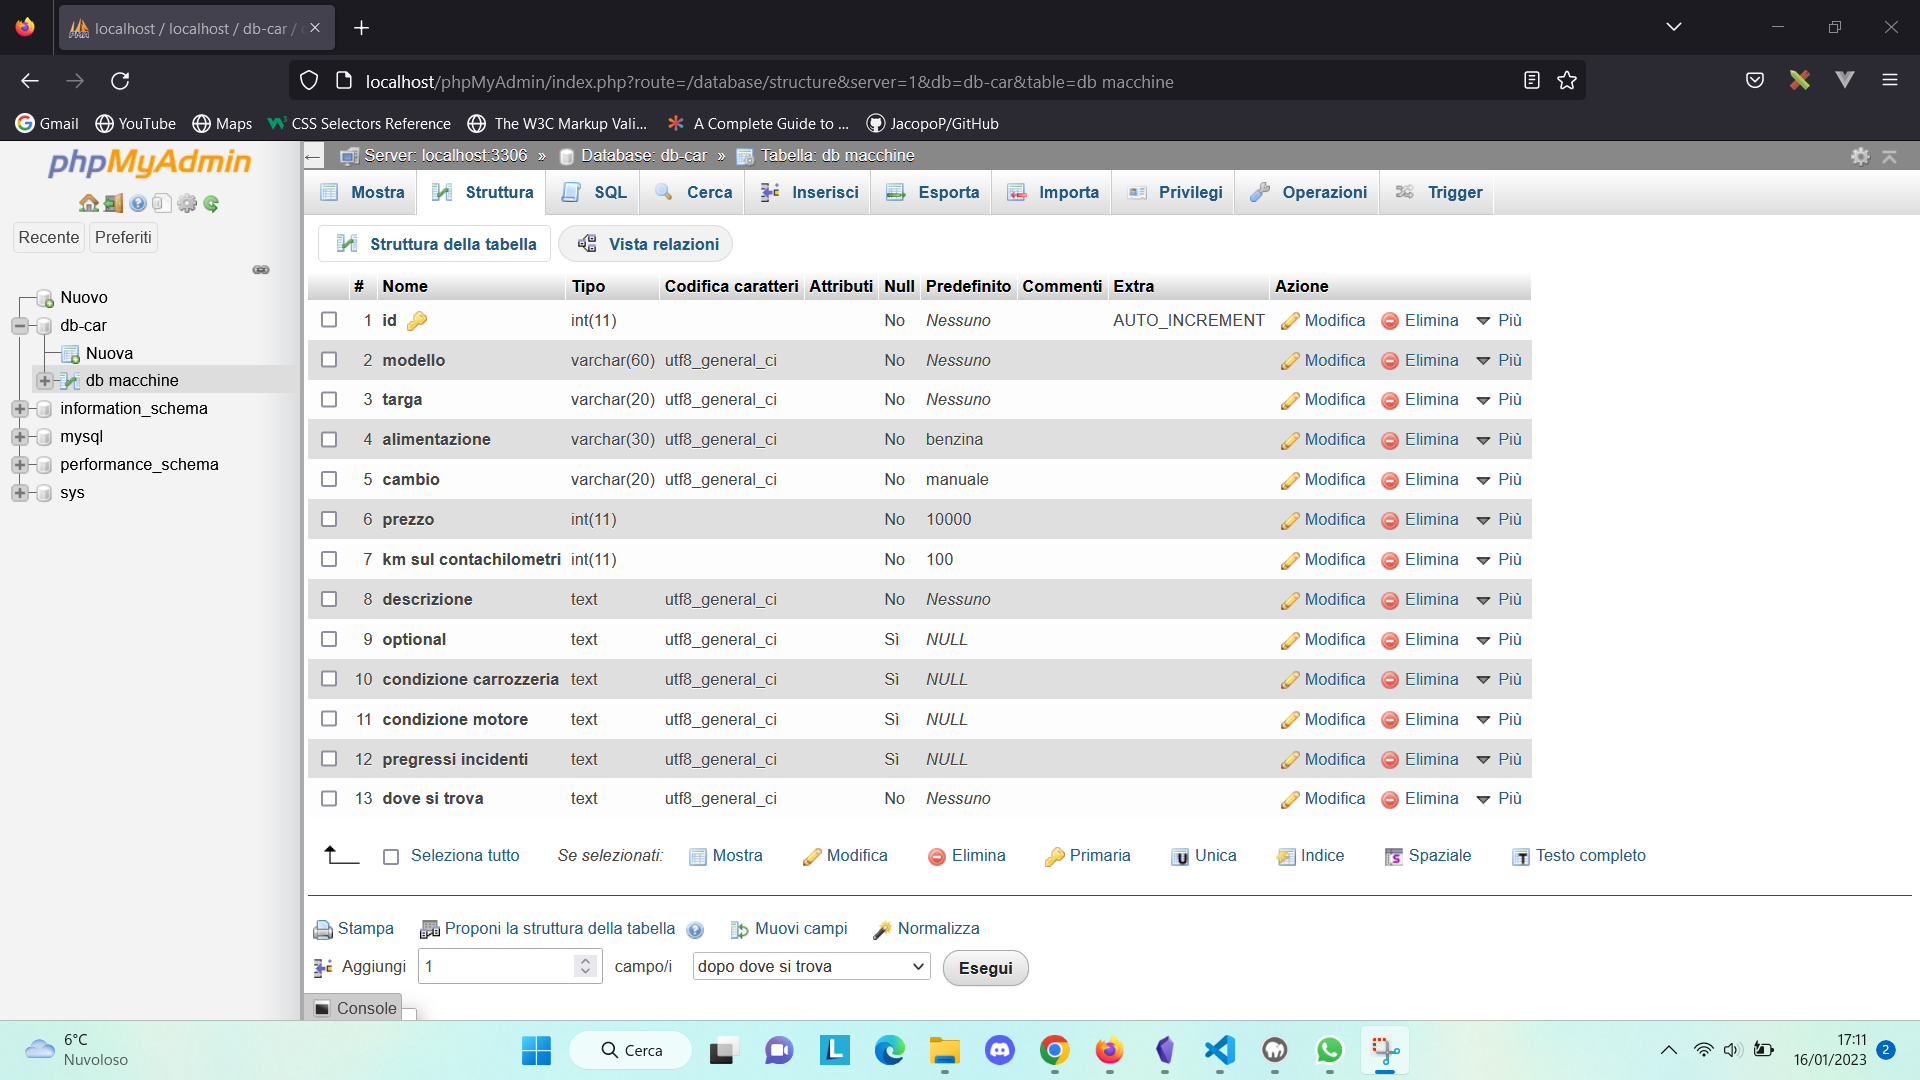 localhost / localhost / db-car /
localhost/phpMyAdmin/index.php?route=/database/structure&server=1&db=db-car&table=db macchine
Gmail YouTube Maps CSS Selectors Reference The W3C Markup Vali... A Complete Guide to ... JacopoP/GitHub
phpMyAdmin
Recente Preferiti
Nuovo
db-car
Nuova
db macchine
information_schema
mysql
performance_schema
sys
Server: localhost:3306 » Database: db-car » Tabella: db macchine
Mostra Struttura SQL Cerca Inserisci Esporta Importa Privilegi Operazioni Trigger
Struttura della tabella Vista relazioni
# Nome Tipo Codifica caratteri Attributi Null Predefinito Commenti Extra Azione
1 id int(11) No Nessuno AUTO_INCREMENT Modifica Elimina Più
2 modello varchar(60) utf8_general_ci No Nessuno Modifica Elimina Più
3 targa varchar(20) utf8_general_ci No Nessuno Modifica Elimina Più
4 alimentazione varchar(30) utf8_general_ci No benzina Modifica Elimina Più
5 cambio varchar(20) utf8_general_ci No manuale Modifica Elimina Più
6 prezzo int(11) No 10000 Modifica Elimina Più
7 km sul contachilometri int(11) No 100 Modifica Elimina Più
8 descrizione text utf8_general_ci No Nessuno Modifica Elimina Più
9 optional text utf8_general_ci Sì NULL Modifica Elimina Più
10 condizione carrozzeria text utf8_general_ci Sì NULL Modifica Elimina Più
11 condizione motore text utf8_general_ci Sì NULL Modifica Elimina Più
12 pregressi incidenti text utf8_general_ci Sì NULL Modifica Elimina Più
13 dove si trova text utf8_general_ci No Nessuno Modifica Elimina Più
Seleziona tutto Se selezionati: Mostra Modifica Elimina Primaria Unica Indice Spaziale Testo completo
Stampa Proponi la struttura della tabella Muovi campi Normalizza
Aggiungi 1 campo/i dopo dove si trova Esegui
Console
6°C
Nuvoloso
Cerca
17:11
16/01/2023
2